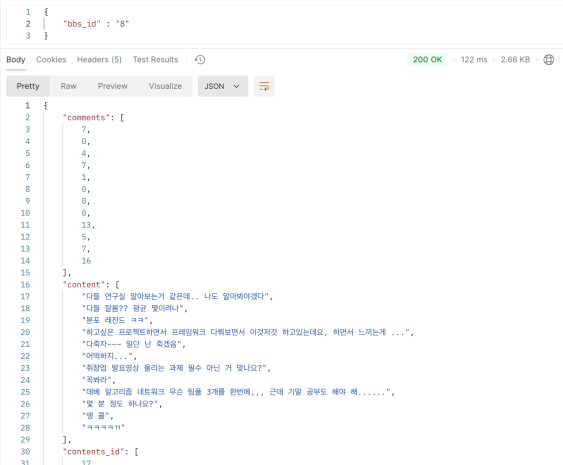 1 {
2 "bbs_id" : "8"
3 }
Body Cookies Headers (5) Test Results 200 OK 122 ms 2.66 KB
Pretty Raw Preview Visualize JSON
1 {
2 "comments": [
3 7,
4 0,
5 4,
6 7,
7 1,
8 0,
9 0,
10 0,
11 13,
12 5,
13 7,
14 16
15 ],
16 "content": [
17 "다들 연구실 알아보는거 같은데.. 나도 알아봐야겠다",
18 "다들 잘봄?? 평균 몇이려나",
19 "분포 레전드 ㅋㅋ",
20 "하고싶은 프로젝트하면서 프레임워크 다뤄보면서 이것저것 하고있는데요, 하면서 느끼는게 ...",
21 "다죽자~~~ 일단 난 죽겠음",
22 "어떡하지...",
23 "취창업 발표영상 올리는 과제 필수 아닌 거 맞나요?",
24 "꼭봐라",
25 "데베 알고리즘 네트워크 무슨 팀플 3개를 한번에,,, 근데 기말 공부도 해야 해......",
26 "몇 분 정도 하나요?",
27 "앵 콜",
28 "ㅋㅋㅋㅋㄲ"
29 ],
30 "contents_id": [
31 17